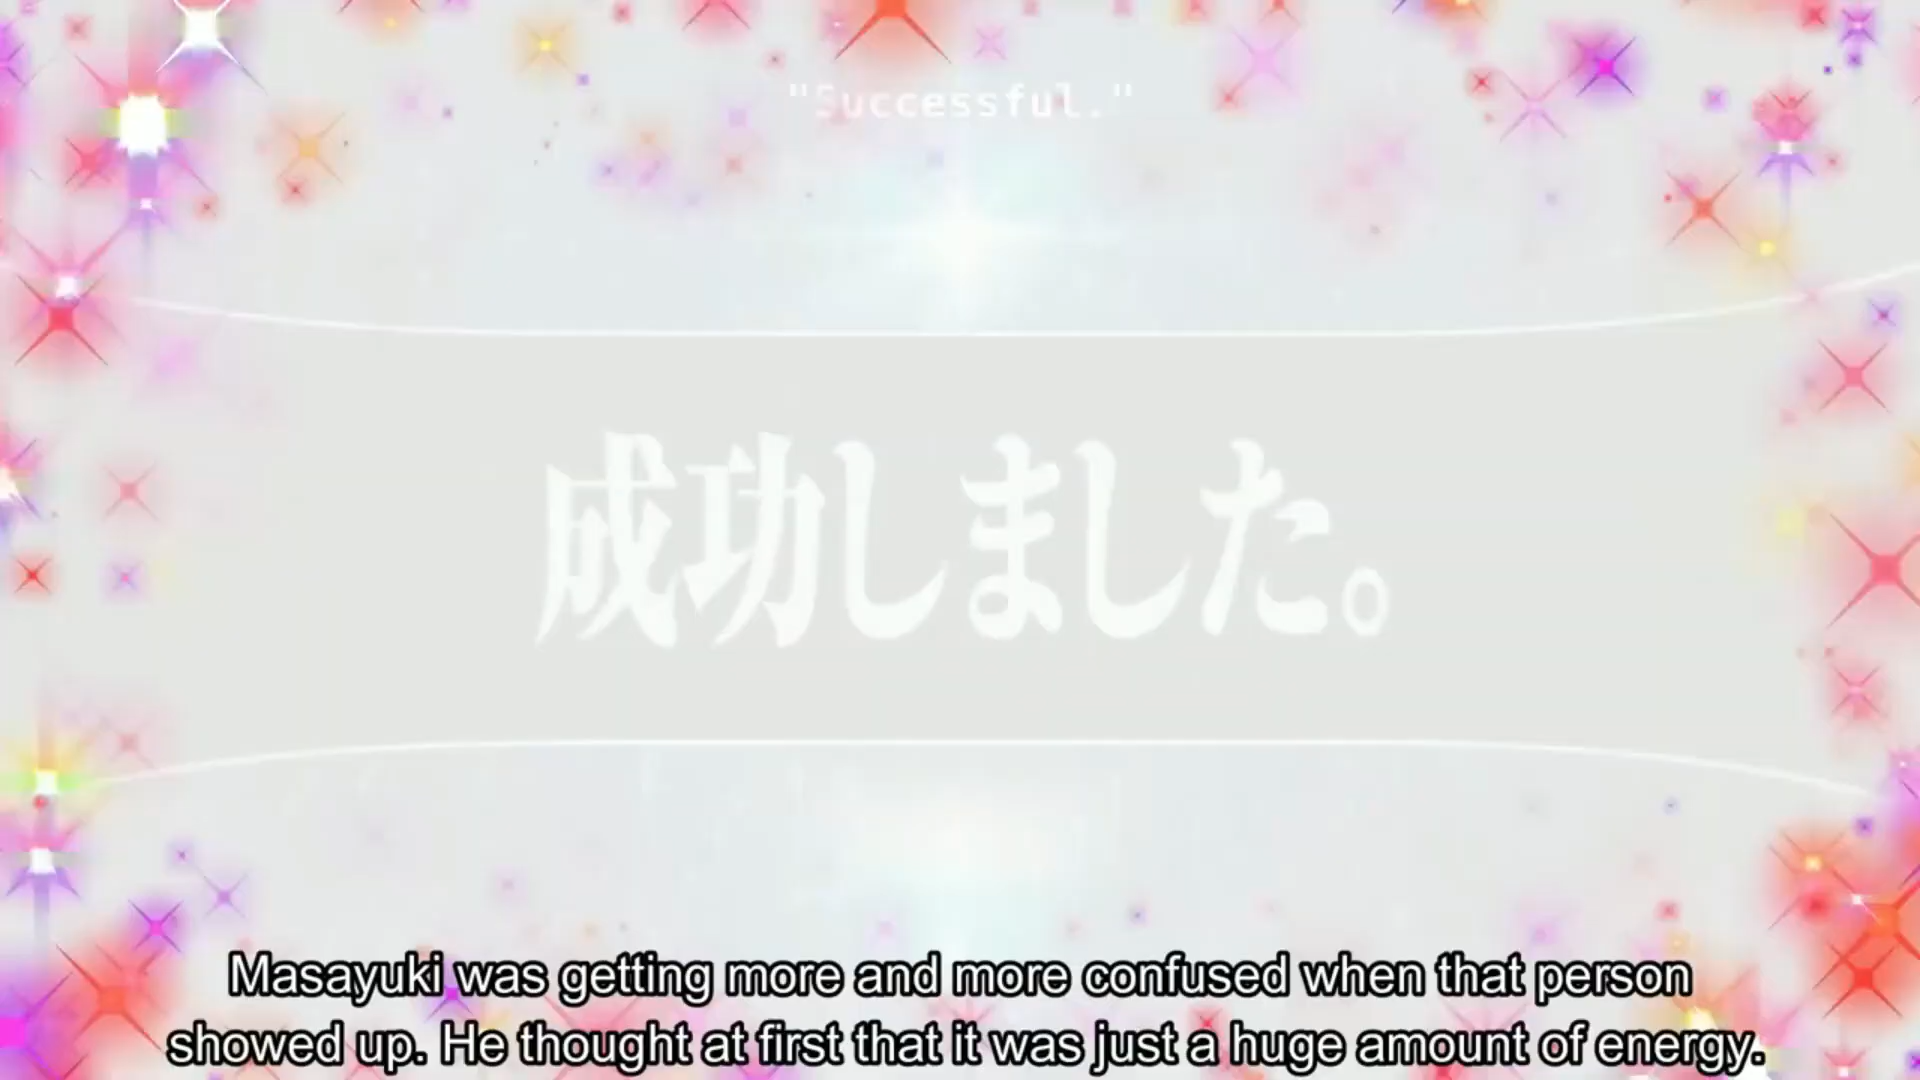 "Successful."
成功しました。
Masayuki was getting more and more confused when that person
showed up. He thought at first that it was just a huge amount of energy.